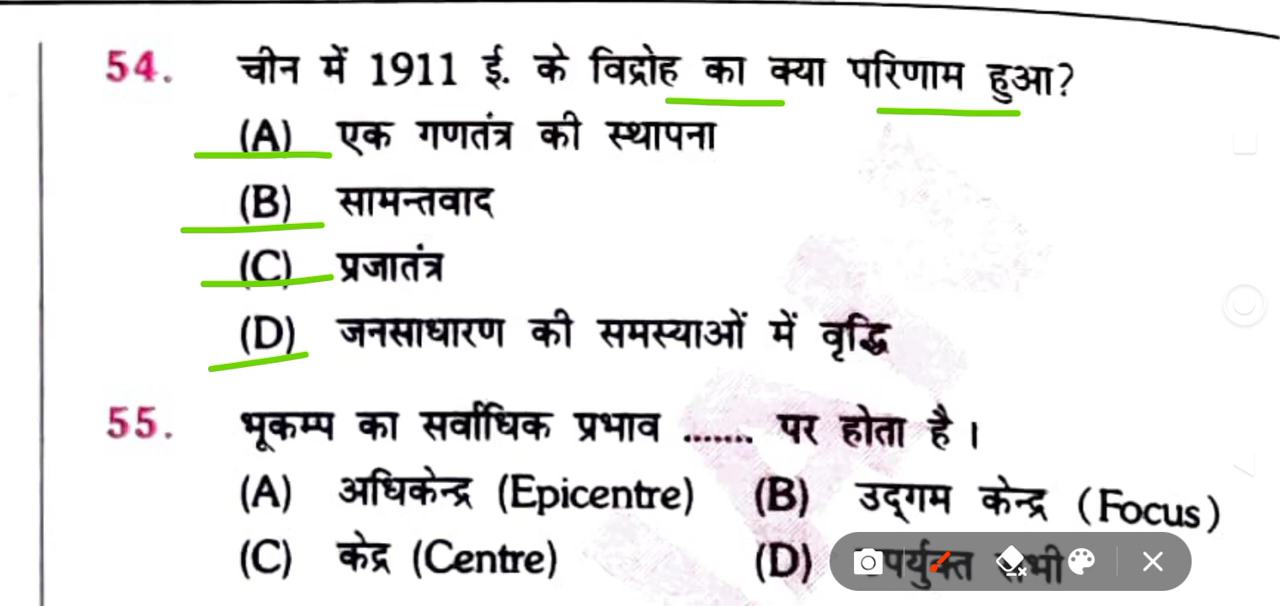 54. चीन में 1911 ई. के विद्रोह का क्या परिणाम हुआ?
(A) एक गणतंत्र की स्थापना
(B) सामन्तवाद
(C) प्रजातंत्र
(D) जनसाधारण की समस्याओं में वृद्धि
55. भूकम्प का सर्वाधिक प्रभाव ....... पर होता है ।
(A) अधिकेन्द्र (Epicentre) (B) उद्‌गम केन्द्र (Focus)
(C) केंद्र (Centre) (D)